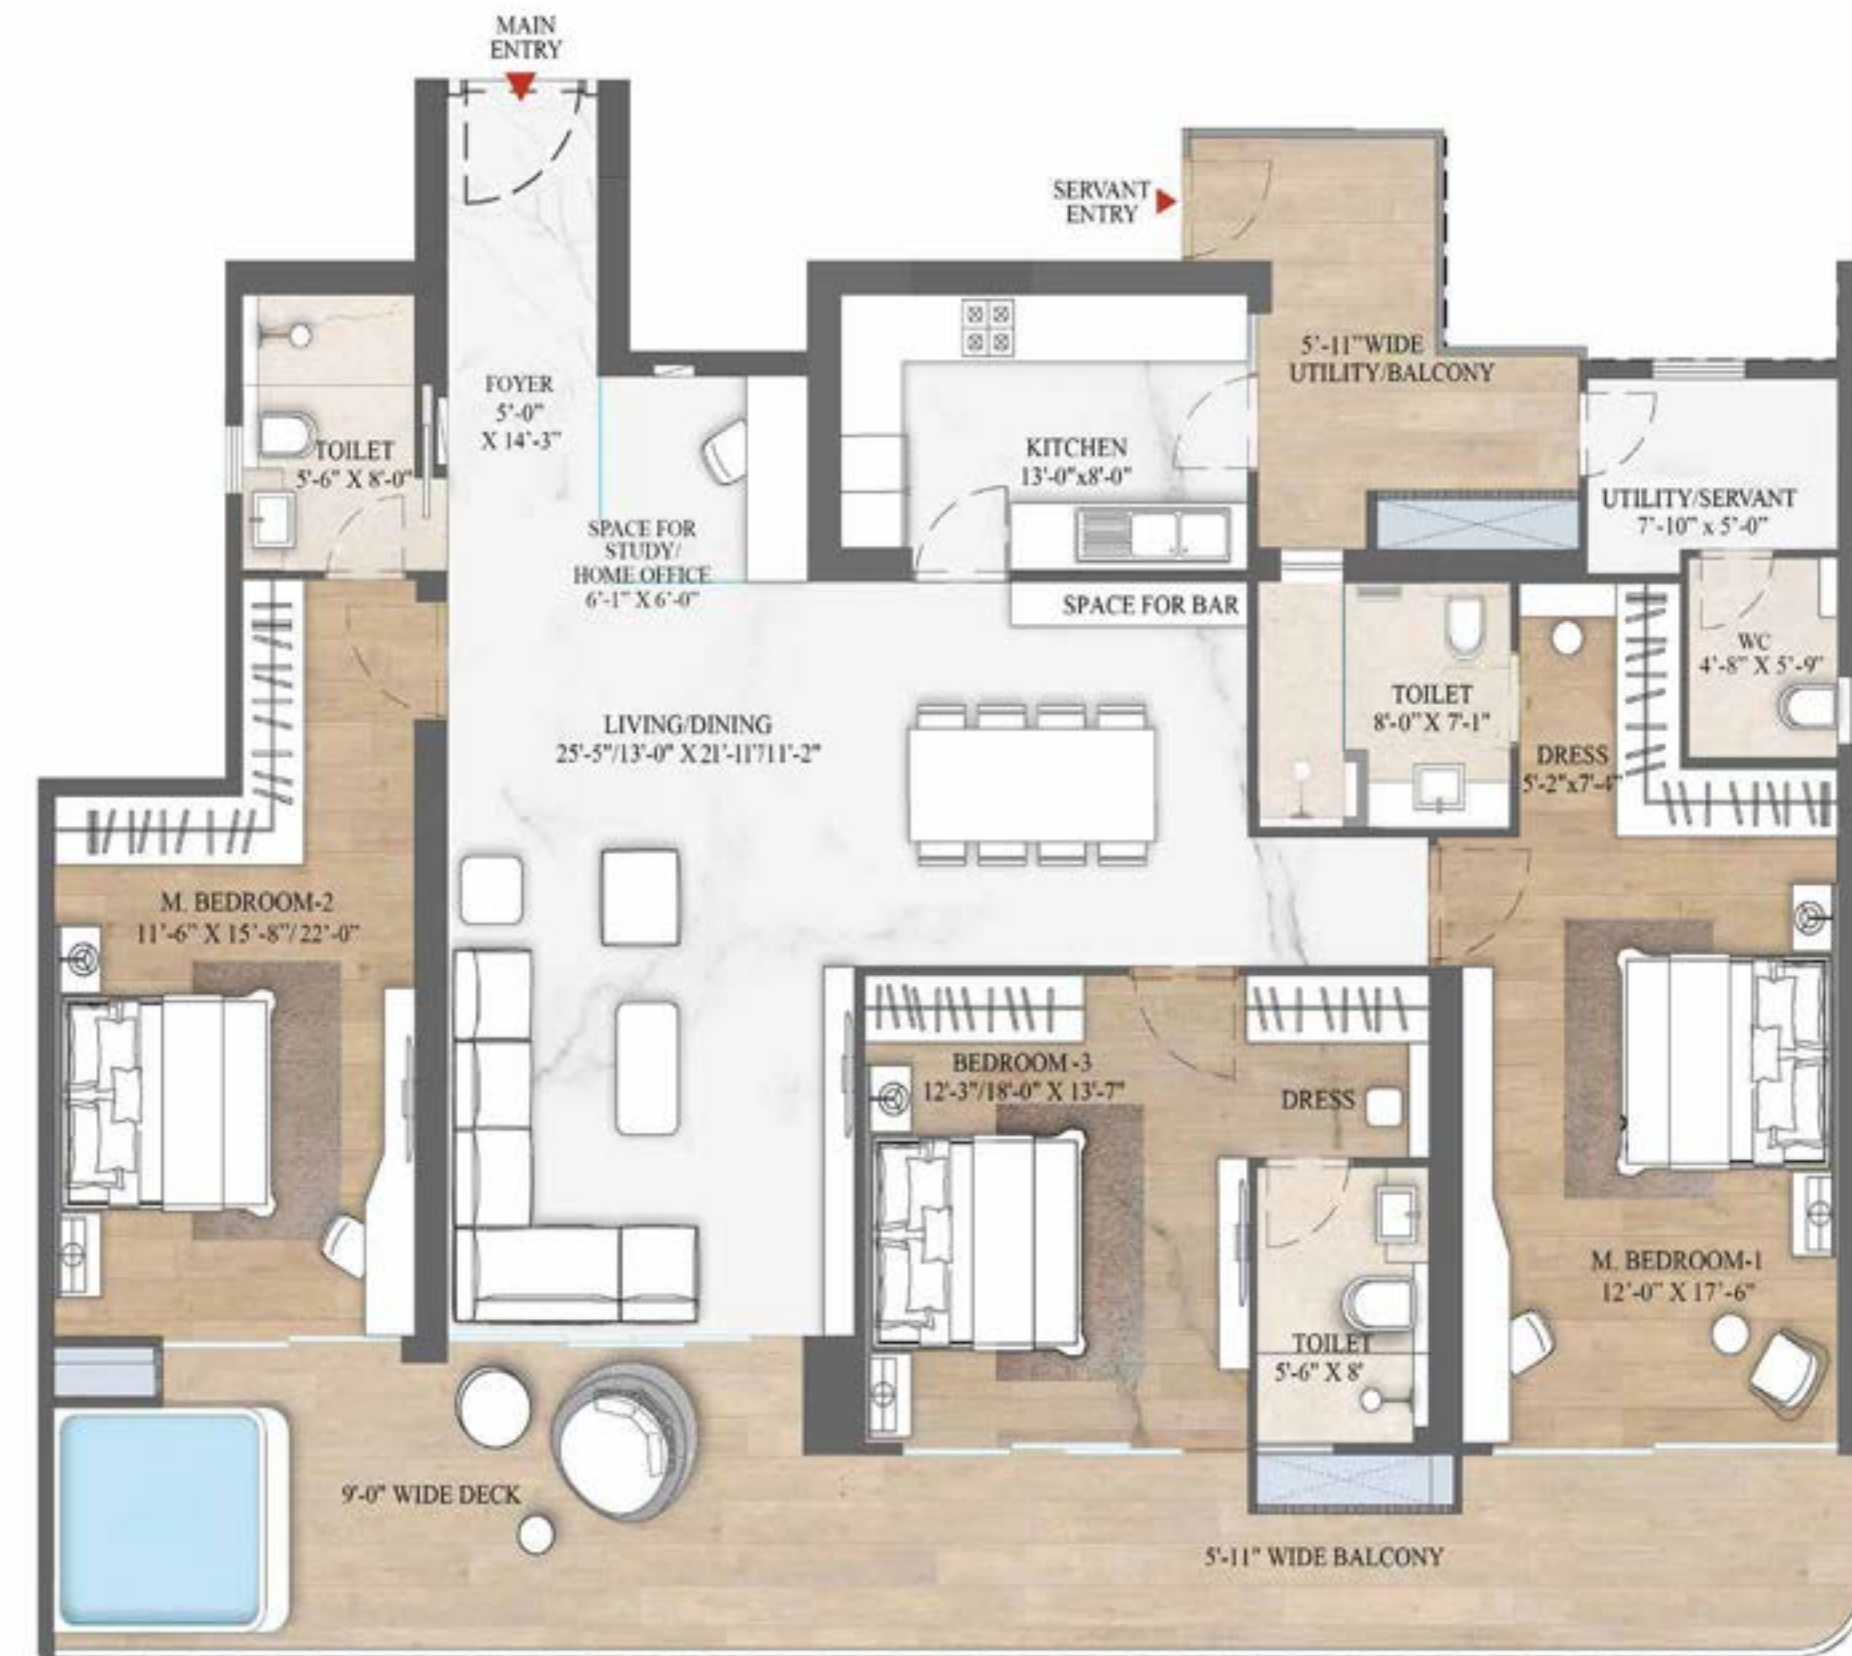 MAIN
ENTRY
SERVANT
ENTRY
5'-11"WIDE
UTILITY/BALCONY
FOYER
5'-0"
X 14'-3"
TOILET
5'-6" X 8'-0"
KITCHEN
13'-0"x8'-0"
UTILITY/SERVANT
7'-10" x 5'-0"
SPACE FOR
STUDY/
HOME OFFICE
6'-1" X 6'-0"
SPACE FOR BAR
WC
4'-8" X 5'-9"
TOILET
8'-0" X 7'-1"
LIVING/DINING
25'-5"/13'-0" X 21'-11'/11'-2"
DRESS
5'-2"x7'-4"
M. BEDROOM-2
11'-6" X 15'-8"/22'-0"
BEDROOM -3
12'-3"/18'-0" X 13'-7"
DRESS
M. BEDROOM-1
12'-0" X 17'-6"
TOILET
5'-6" X 8'
9'-0" WIDE DECK
5'-11" WIDE BALCONY